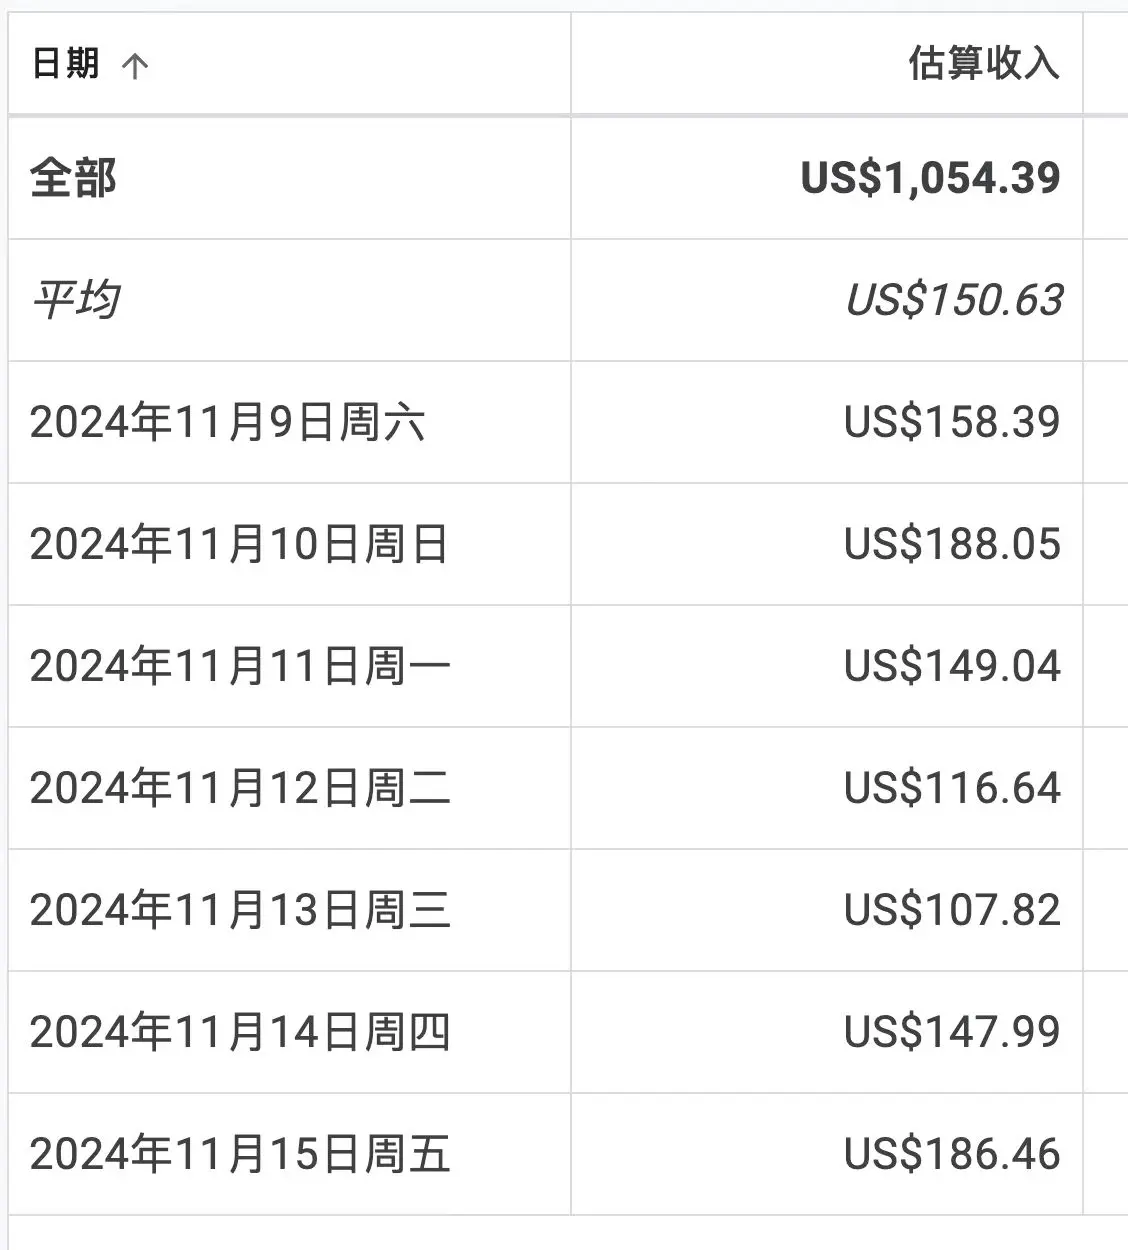 日期 ↑ 估算收入
全部 US$1,054.39
平均 US$150.63
2024年11月9日周六 US$158.39
2024年11月10日周日 US$188.05
2024年11月11日周一 US$149.04
2024年11月12日周二 US$116.64
2024年11月13日周三 US$107.82
2024年11月14日周四 US$147.99
2024年11月15日周五 US$186.46